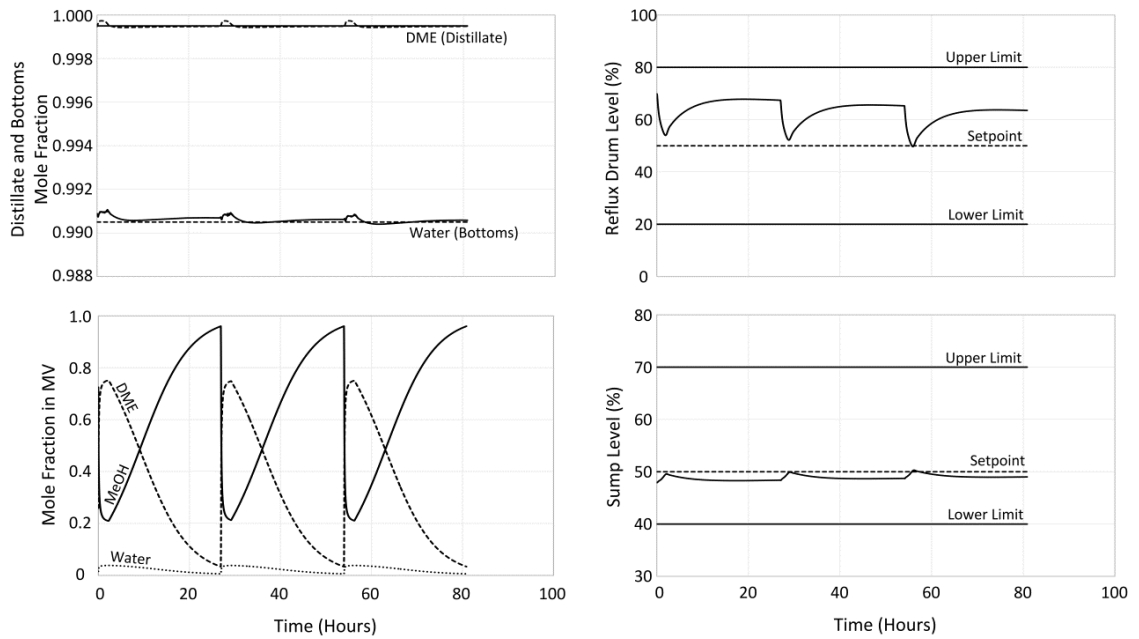 Distillate and Bottoms
Mole Fraction
1.000
0.998
0.996
0.994
0.992
0.990
0.988
DME (Distillate)
Water (Bottoms)
Reflux Drum Level (%)
100
80
60
40
20
0
Upper Limit
Setpoint
Lower Limit
Mole Fraction in MV
1.0
0.8
0.6
0.4
0.2
0
DME
MeOH
Water
0 20 40 60 80 100
Time (Hours)
Sump Level (%)
80
70
60
50
40
30
Upper Limit
Setpoint
Lower Limit
0 20 40 60 80 100
Time (Hours)